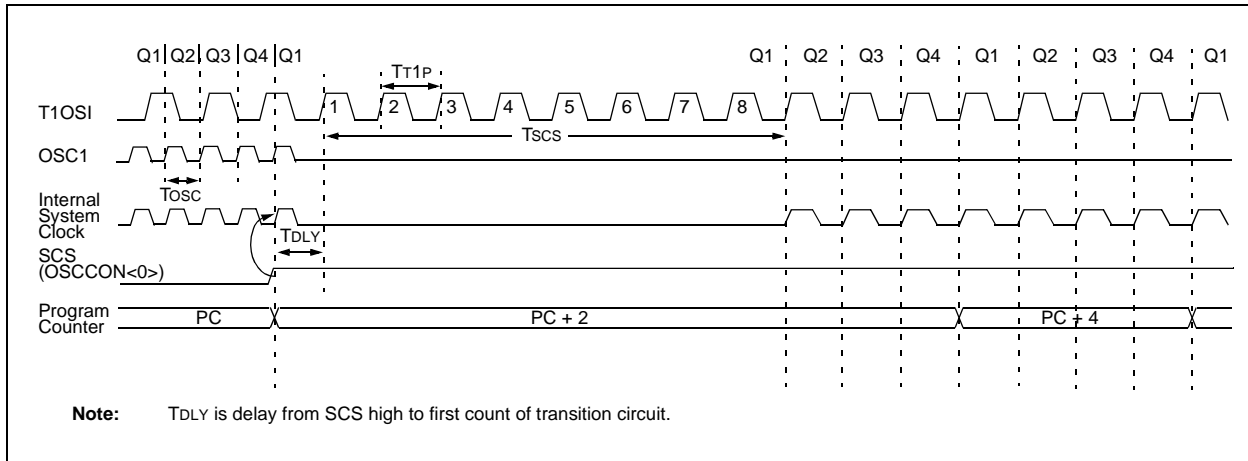 Q1 Q2 Q3 Q4 Q1 Q1 Q2 Q3 Q4 Q1 Q2 Q3 Q4 Q1
TT1P
T1OSI 1 2 3 4 5 6 7 8
TSCS
OSC1
TOSC
Internal
System
Clock
TDLY
SCS
(OSCCON<0>)
Program
Counter
PC PC + 2 PC + 4
Note: TDLY is delay from SCS high to first count of transition circuit.